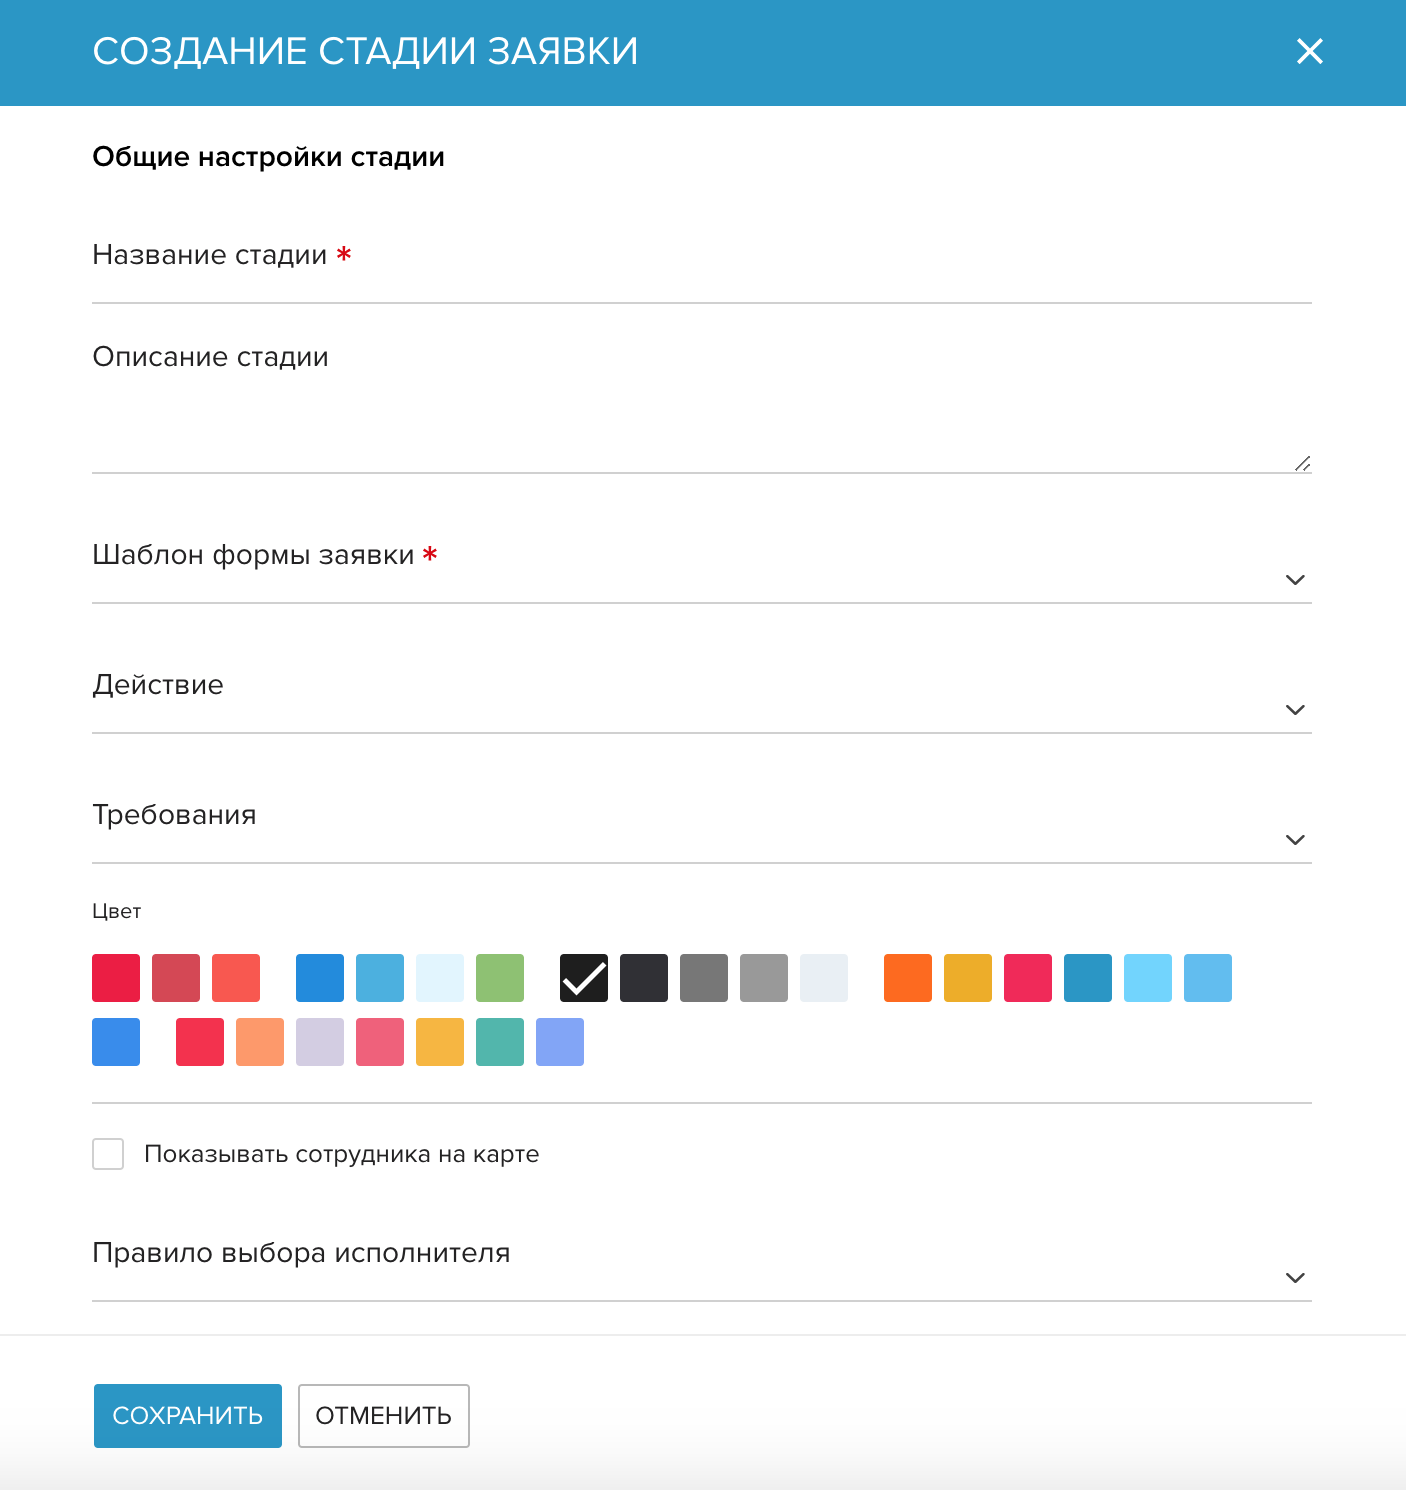 СОЗДАНИЕ СТАДИИ ЗАЯВКИ
Общие настройки стадии
Название стадии *
Описание стадии
Шаблон формы заявки *
Действие
Требования
Цвет
Показывать сотрудника на карте
Правило выбора исполнителя
СОХРАНИТЬ ОТМЕНИТЬ